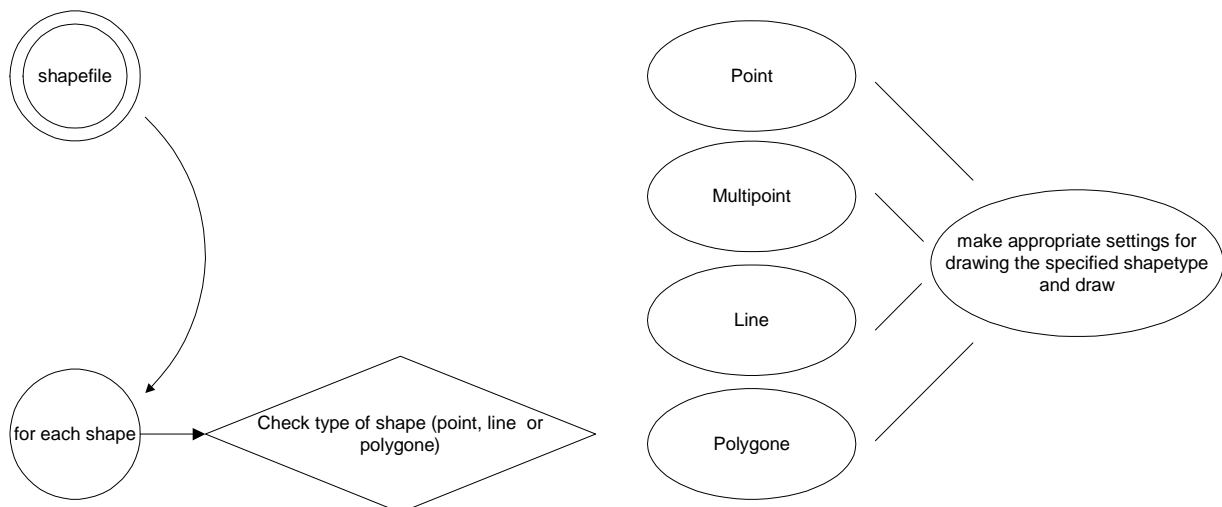 shapefile
Point
Multipoint
make appropriate settings for
drawing the specified shapetype
and draw
Line
for each shape
Check type of shape (point, line or
polygone)
Polygone